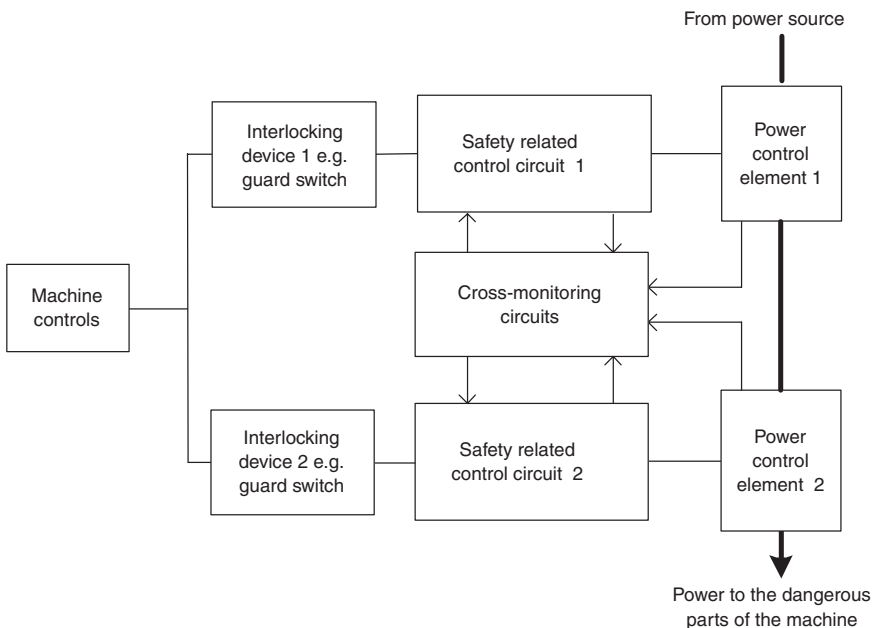 From power source
Interlocking
device 1 e.g.
guard switch
Safety related
control circuit 1
Power
control
element 1
Machine
controls
Cross-monitoring
circuits
Interlocking
device 2 e.g.
guard switch
Safety related
control circuit 2
Power
control
element 2
Power to the dangerous
parts of the machine